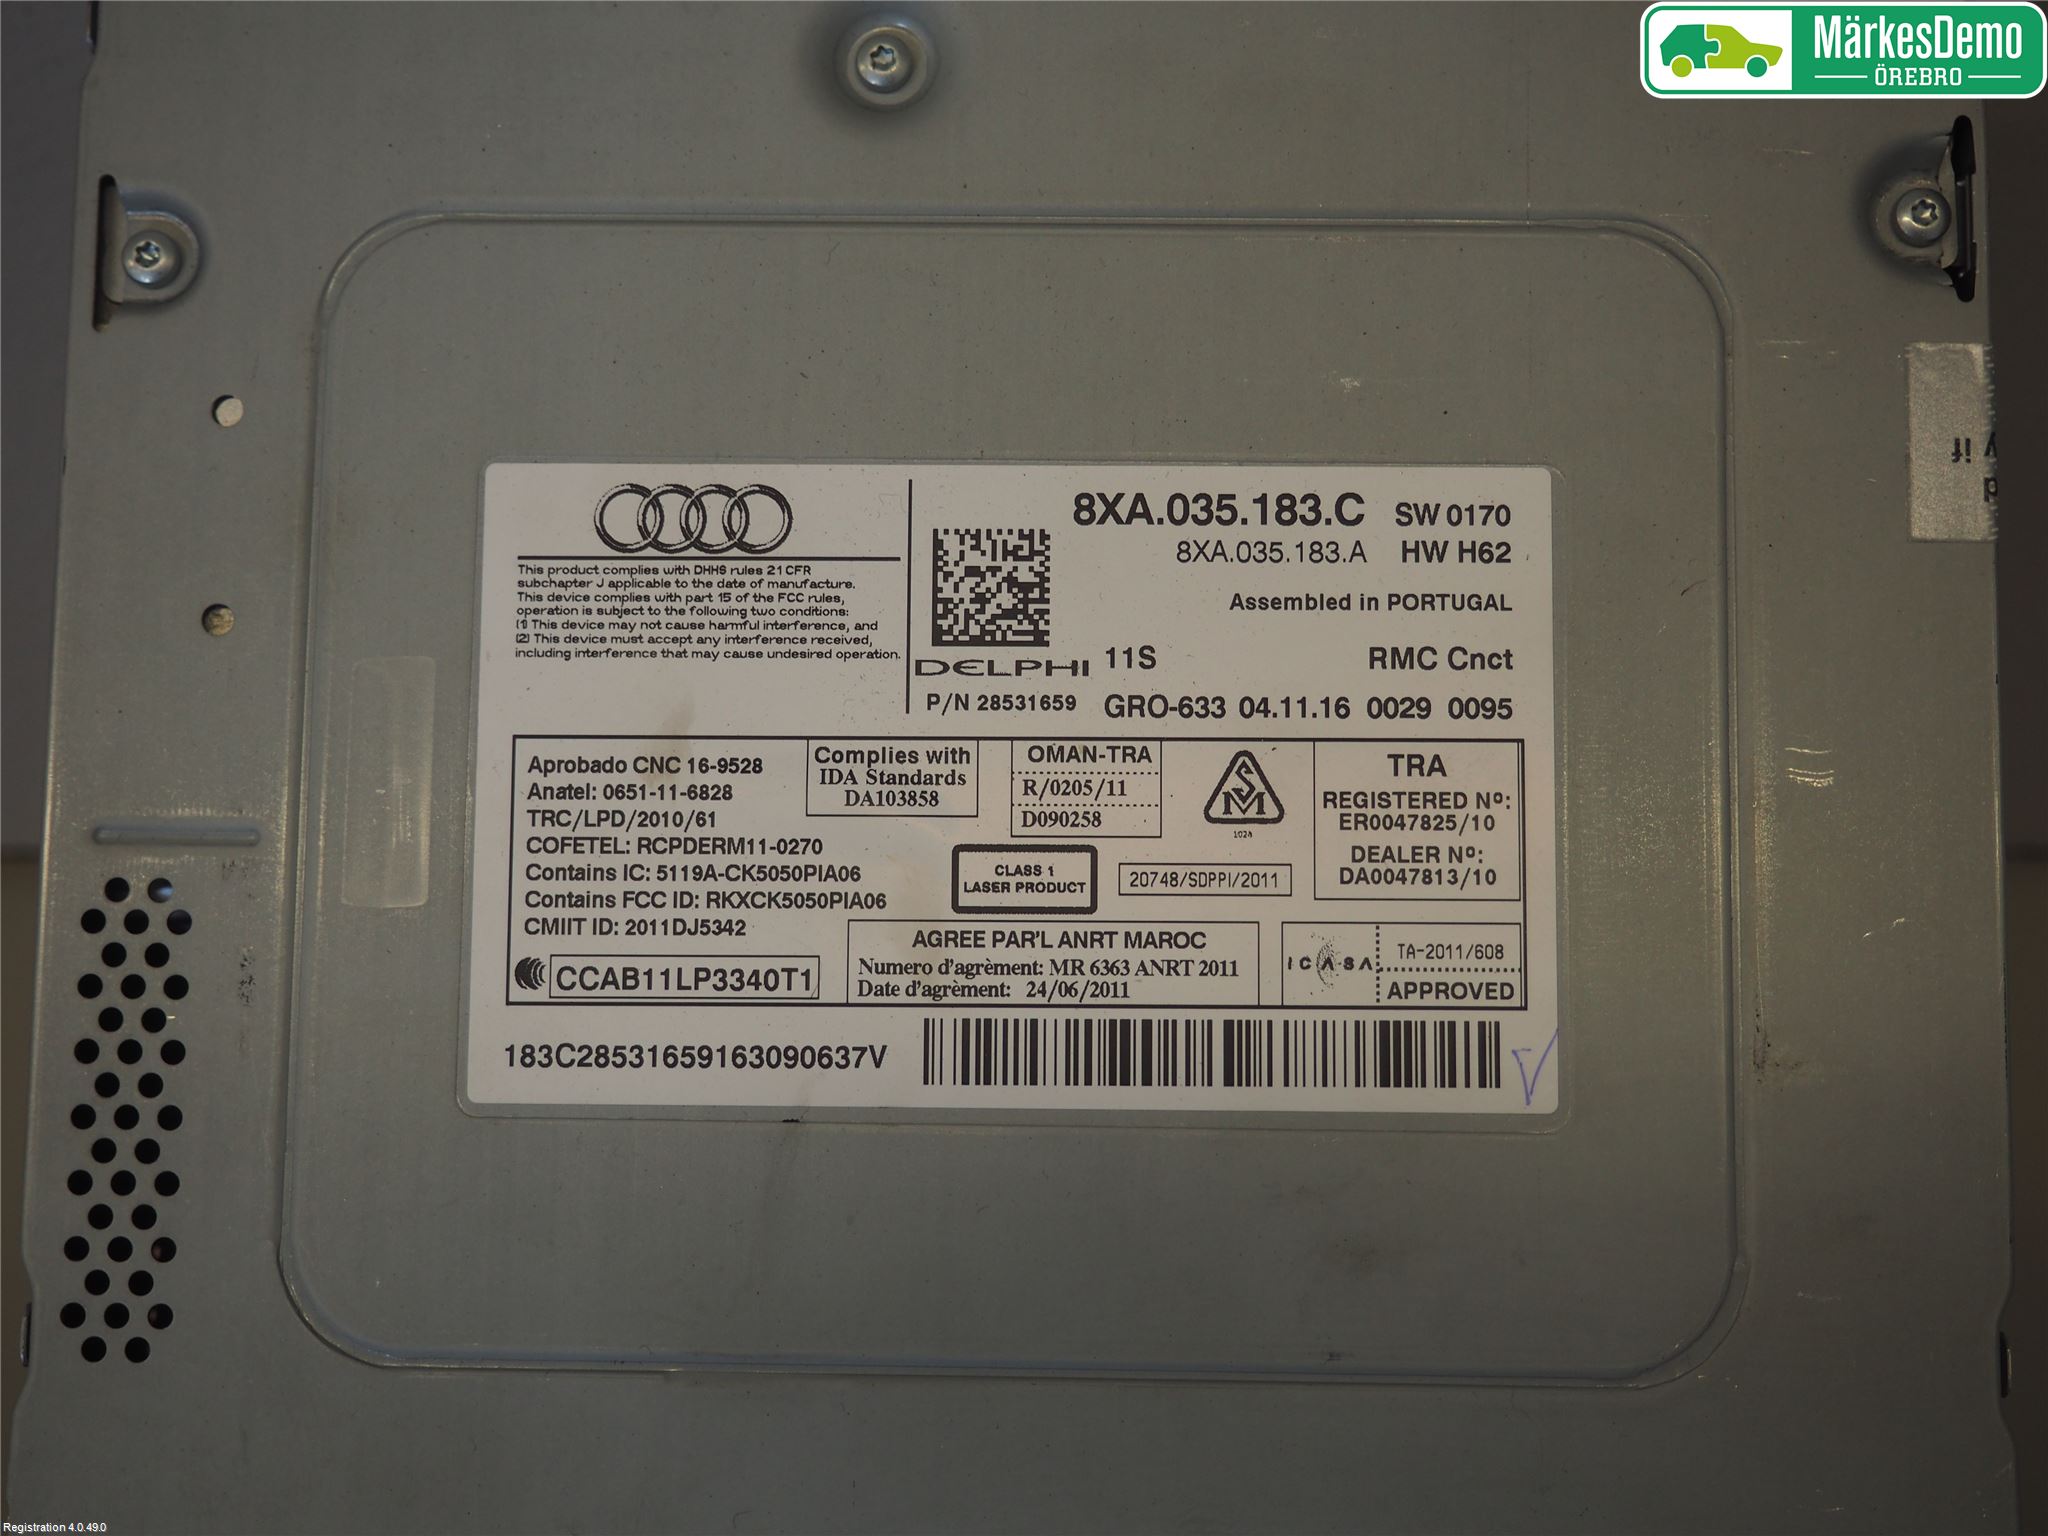 MärkesDemo
ÖREBRO
This product complies with DHHS rules 21 CFR
subchapter J applicable to the date of manufacture.
This device complies with part 15 of the FCC rules,
operation is subject to the following two conditions:
(1) This device may not cause harmful interference, and
(2) This device must accept any interference received,
including interference that may cause undesired operation.
8XA.035.183.C SW 0170
8XA.035.183.A HW H62
Assembled in PORTUGAL
DELPHI 11S RMC Cnct
P/N 28531659 GRO-633 04.11.16 0029 0095
Aprobado CNC 16-9528
Anatel: 0651-11-6828
TRC/LPD/2010/61
COFETEL: RCPDERM11-0270
Contains IC: 5119A-CK5050PIA06
Contains FCC ID: RKXCK5050PIA06
CMIIT ID: 2011DJ5342
CCAB11LP3340T1
Complies with
IDA Standards
DA103858
OMAN-TRA
R/0205/11
D090258
SM
1024
TRA
REGISTERED Nº:
ER0047825/10
DEALER Nº:
DA0047813/10
CLASS 1
LASER PRODUCT
20748/SDPPI/2011
AGREE PAR'L ANRT MAROC
Numero d'agrèment: MR 6363 ANRT 2011
Date d'agrèment: 24/06/2011
ICASA
TA-2011/608
APPROVED
183C28531659163090637V
y if
d
Registration 4.0.49.0